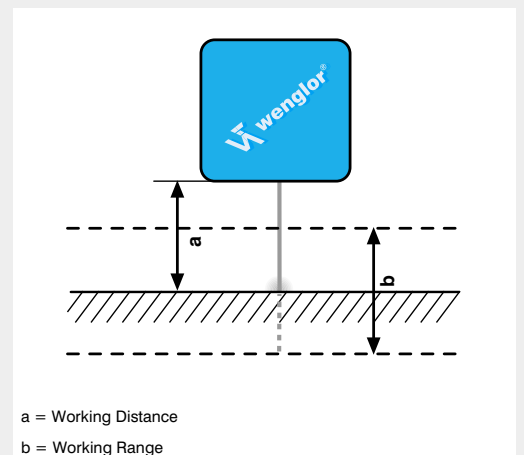 wenglor®
a
b
a = Working Distance
b = Working Range